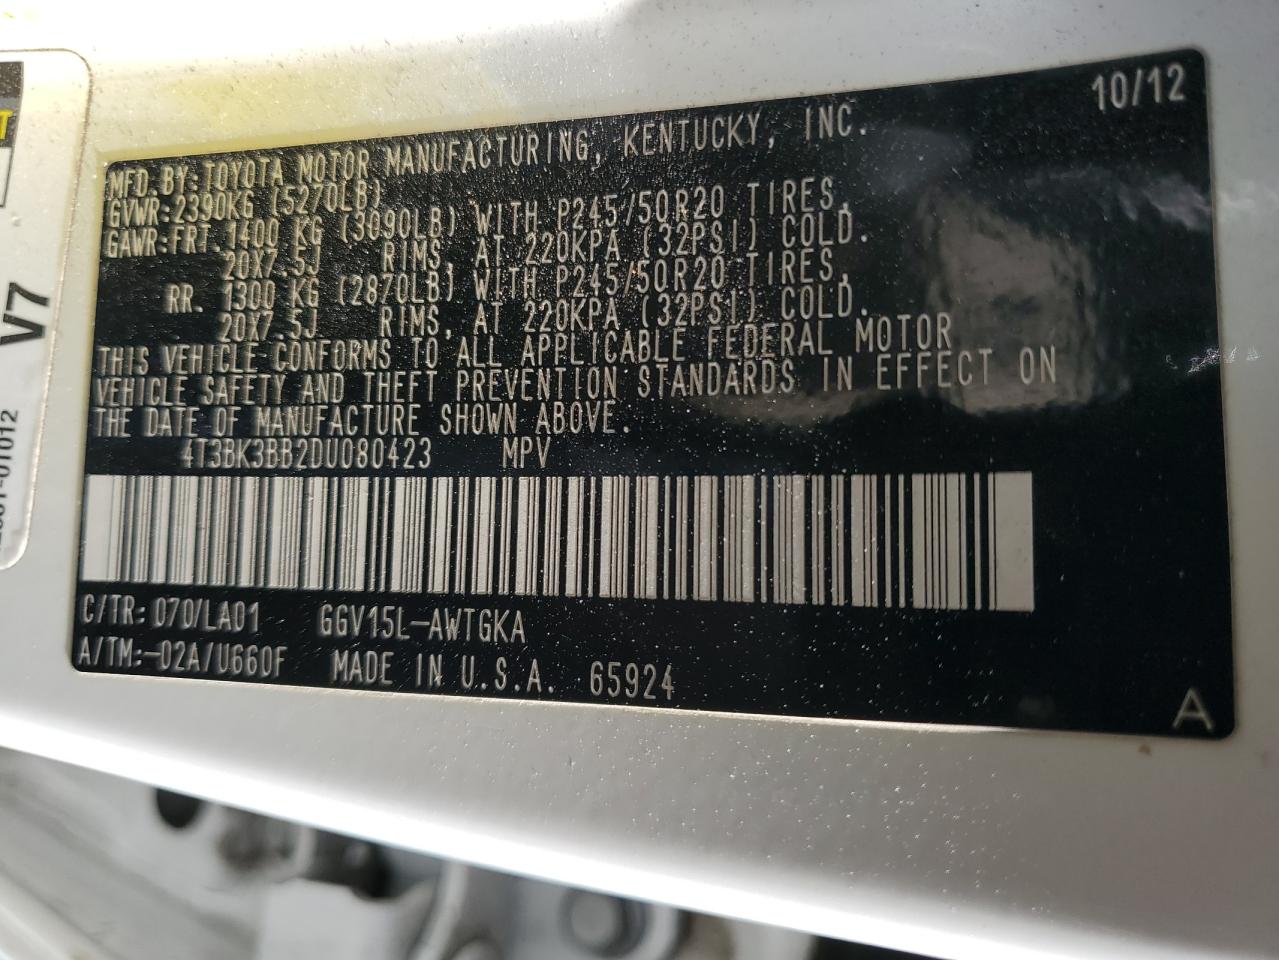 10/12
MFD.BY:TOYOTA MOTOR MANUFACTURING, KENTUCKY, INC.
GVWR:2390KG (5270LB)
GAWR:FRT.1400 KG (3090LB) WITH P245/50R20 TIRES,
20X7.5J RIMS, AT 220KPA (32PSI) COLD.
RR. 1300 KG (2870LB) WITH P245/50R20 TIRES,
20X7.5J RIMS, AT 220KPA (32PSI) COLD.
THIS VEHICLE CONFORMS TO ALL APPLICABLE FEDERAL MOTOR
VEHICLE SAFETY AND THEFT PREVENTION STANDARDS IN EFFECT ON
THE DATE OF MANUFACTURE SHOWN ABOVE.
4T3BK3BB2DU080423 MPV
C/TR:070/LA01 GGV15L-AWTGKA
A/TM:-02A/U660F MADE IN U.S.A. 65924
A
V7